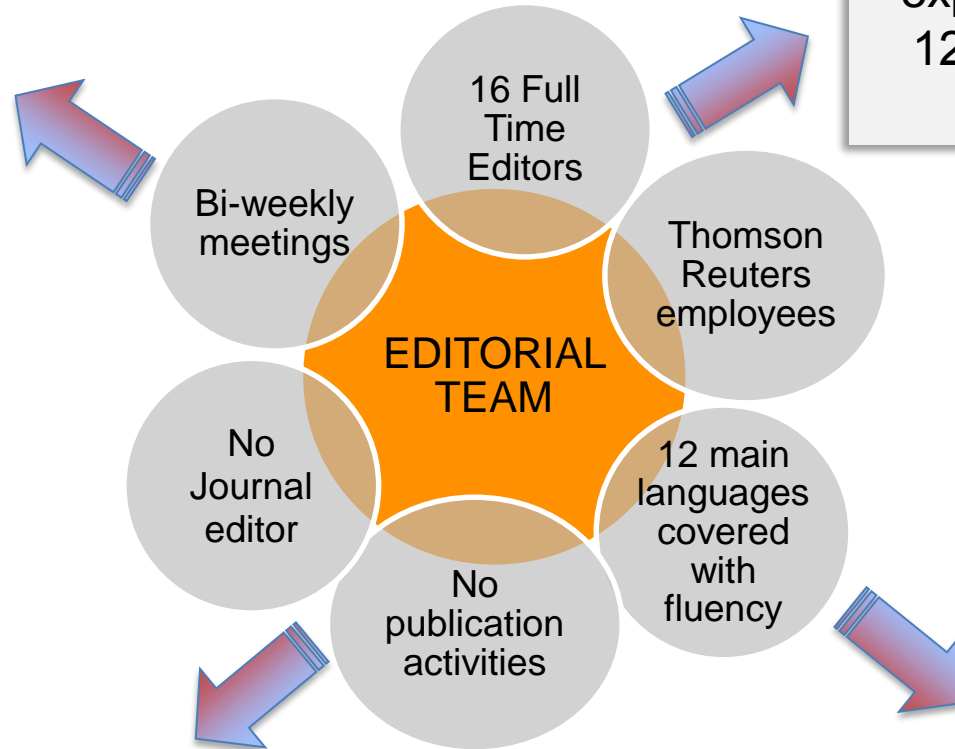 12
16 Full
Time
Editors
Bi-weekly
meetings
Thomson
Reuters
employees
EDITORIAL
TEAM
No
Journal
editor
12 main
languages
covered
with
fluency
No
publication
activities